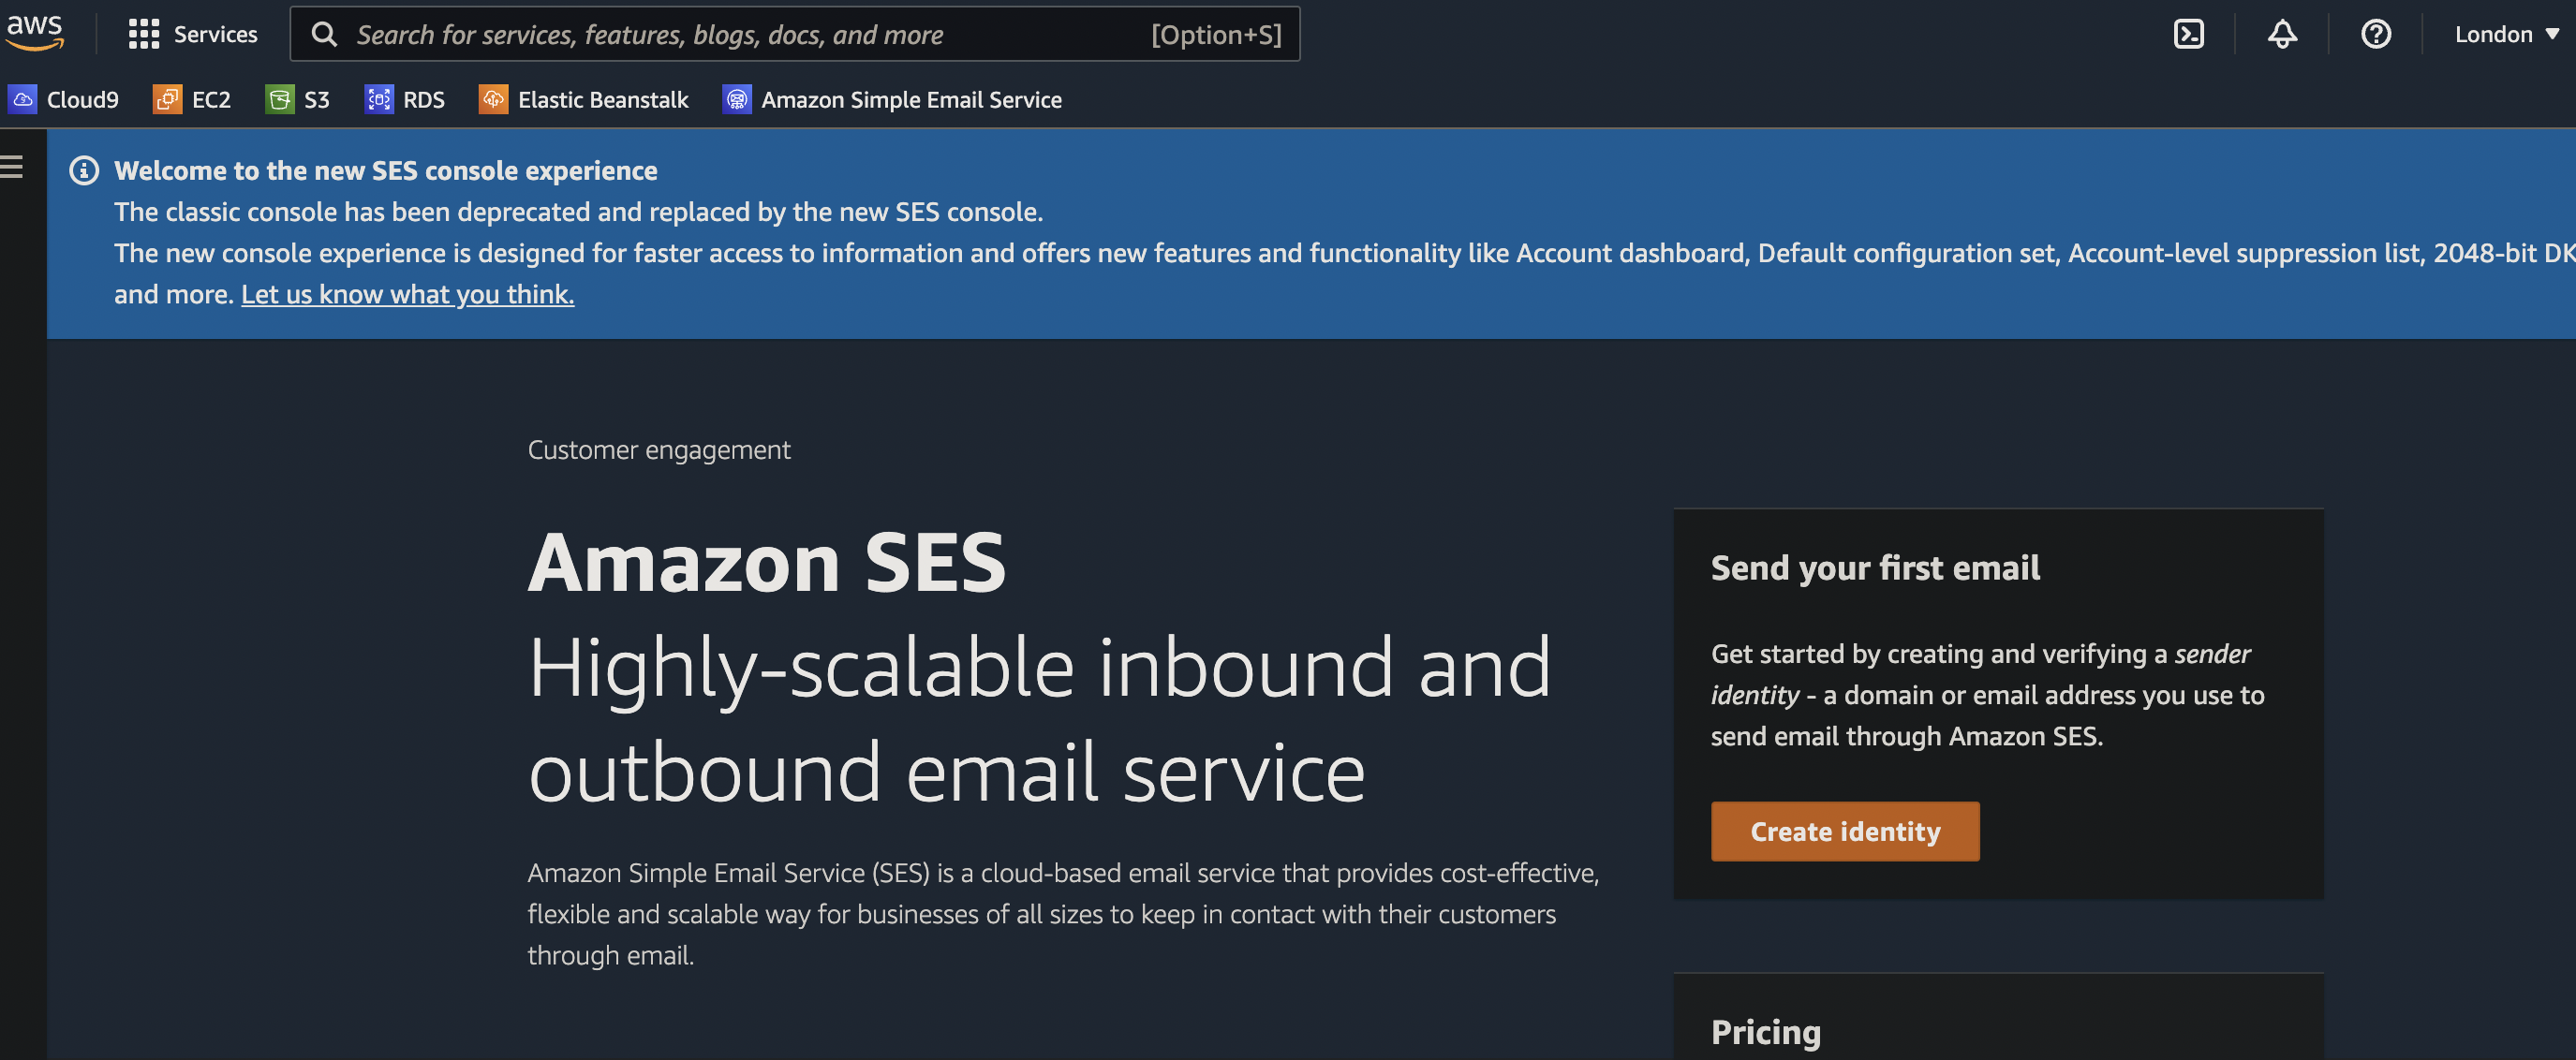 aws
Services
Search for services, features, blogs, docs, and more [Option+S]
London
Cloud9 EC2 S3 RDS Elastic Beanstalk Amazon Simple Email Service
Welcome to the new SES console experience
The classic console has been deprecated and replaced by the new SES console.
The new console experience is designed for faster access to information and offers new features and functionality like Account dashboard, Default configuration set, Account-level suppression list, 2048-bit DK
and more. Let us know what you think.
Customer engagement
Amazon SES
Highly-scalable inbound and
outbound email service
Amazon Simple Email Service (SES) is a cloud-based email service that provides cost-effective,
flexible and scalable way for businesses of all sizes to keep in contact with their customers
through email.
Send your first email
Get started by creating and verifying a sender
identity - a domain or email address you use to
send email through Amazon SES.
Create identity
Pricing